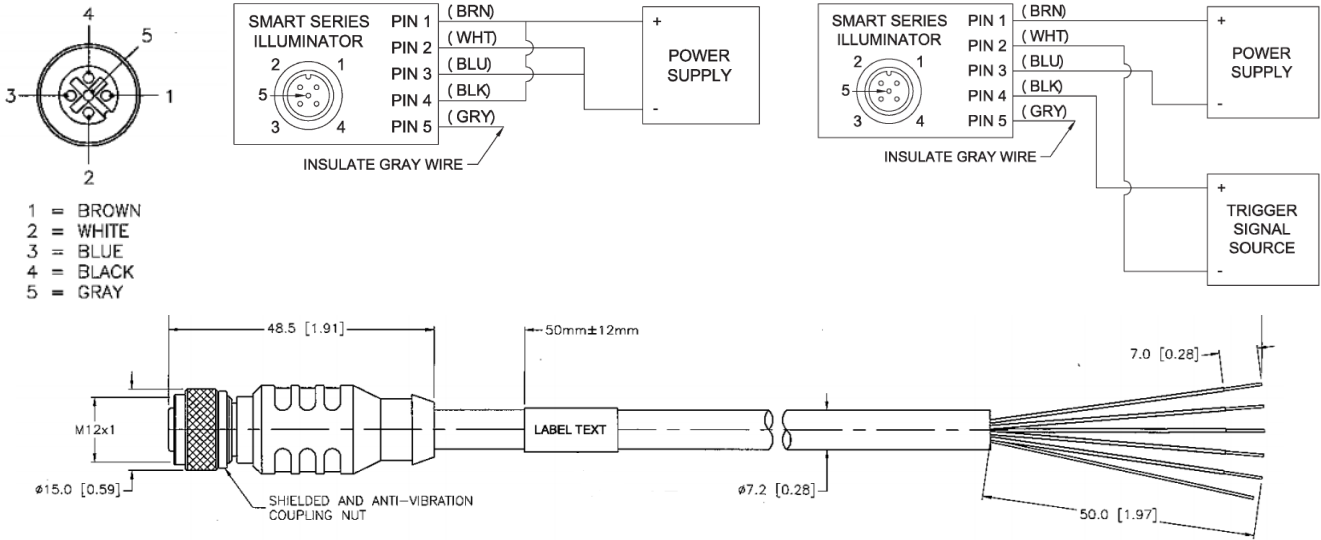 4
5
3
1
2
1 = BROWN
2 = WHITE
3 = BLUE
4 = BLACK
5 = GRAY
SMART SERIES
ILLUMINATOR
2 1
5
3 4
PIN 1 (BRN)
PIN 2 (WHT)
PIN 3 (BLU)
PIN 4 (BLK)
PIN 5 (GRY)
INSULATE GRAY WIRE
+
POWER
SUPPLY
-
SMART SERIES
ILLUMINATOR
2 1
5
3 4
PIN 1 (BRN)
PIN 2 (WHT)
PIN 3 (BLU)
PIN 4 (BLK)
PIN 5 (GRY)
INSULATE GRAY WIRE
+
POWER
SUPPLY
-
+
TRIGGER
SIGNAL
SOURCE
-
48.5 [1.91]
50mm±12mm
7.0 [0.28]
M12x1
LABEL TEXT
ø15.0 [0.59]
SHIELDED AND ANTI-VIBRATION
COUPLING NUT
ø7.2 [0.28]
50.0 [1.97]